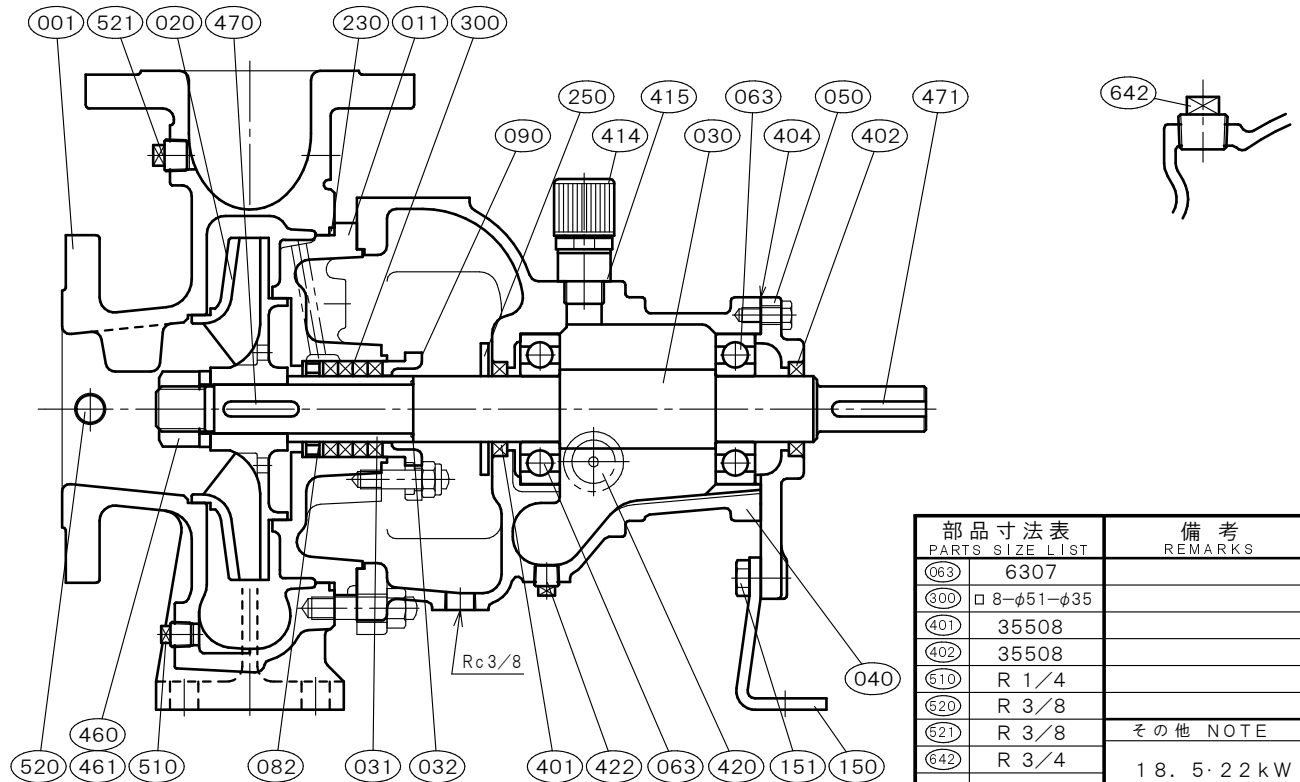 001 521 020 470 230 011 300
250 415 063 050 471
642
090 414 030 404 402
Rc3/8
040
460
520 461 510 082 031 032 401 422 063 420 151 150
部品寸法表 備考
PARTS SIZE LIST REMARKS
063 6307
300 □8−φ51−φ35
401 35508
402 35508
510 R 1/4
520 R 3/8
521 R 3/8
その他 NOTE
642 R 3/4
18.5·22kW